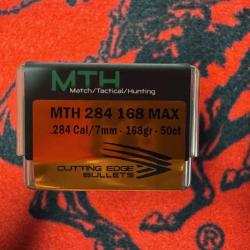 MTH
Match/Tactical/Hunting
MTH 284 168 MAX
.284 Cal/7mm - 168gr - 50ct
CUTTING EDGE
BULLETS